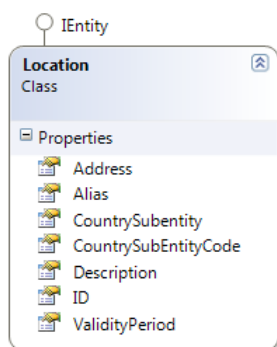 IEntity
Location
Class
Properties
Address
Alias
CountrySubentity
CountrySubEntityCode
Description
ID
ValidityPeriod